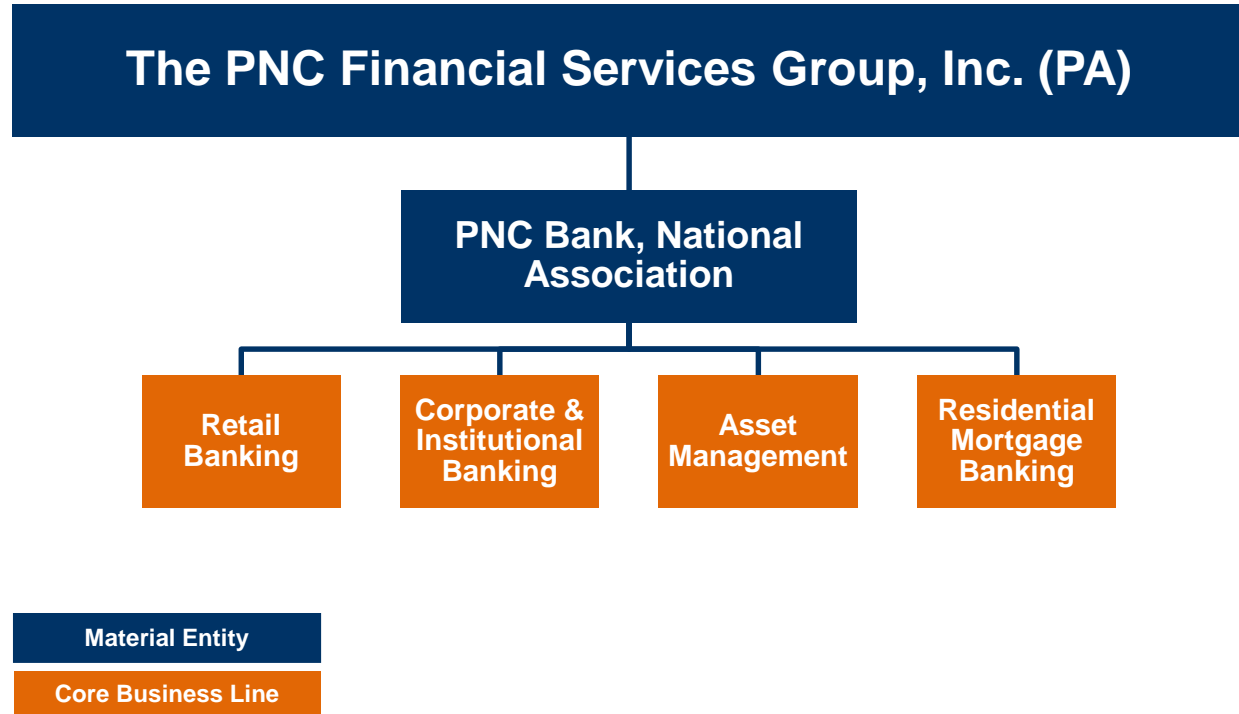 The PNC Financial Services Group, Inc. (PA)
PNC Bank, National
Association
Retail
Banking
Corporate &
Institutional
Banking
Asset
Management
Residential
Mortgage
Banking
Material Entity
Core Business Line